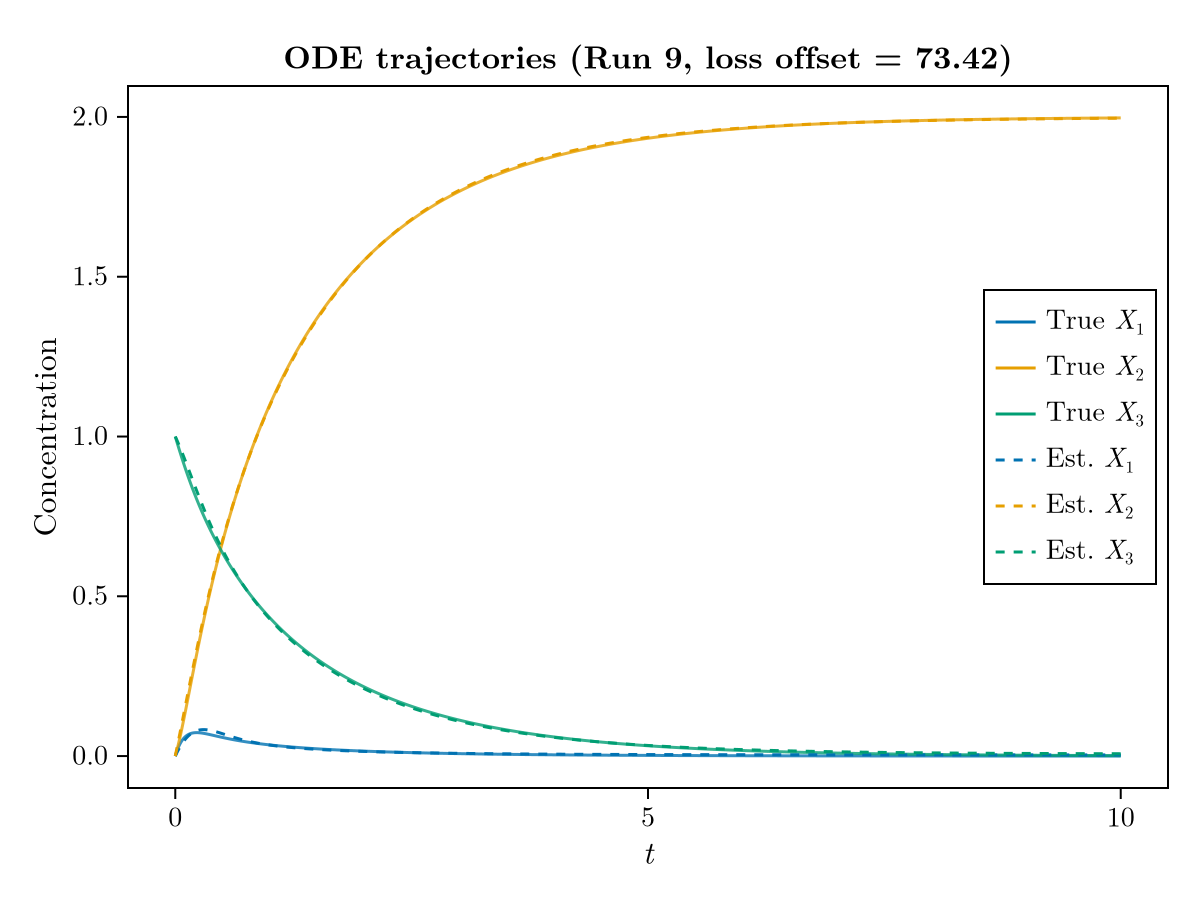 ODE trajectories (Run 9, loss offset = 73.42)
Concentration
2.0
1.5
1.0
0.5
0.0
0
5
10
t
True X₁
True X₂
True X₃
Est. X₁
Est. X₂
Est. X₃